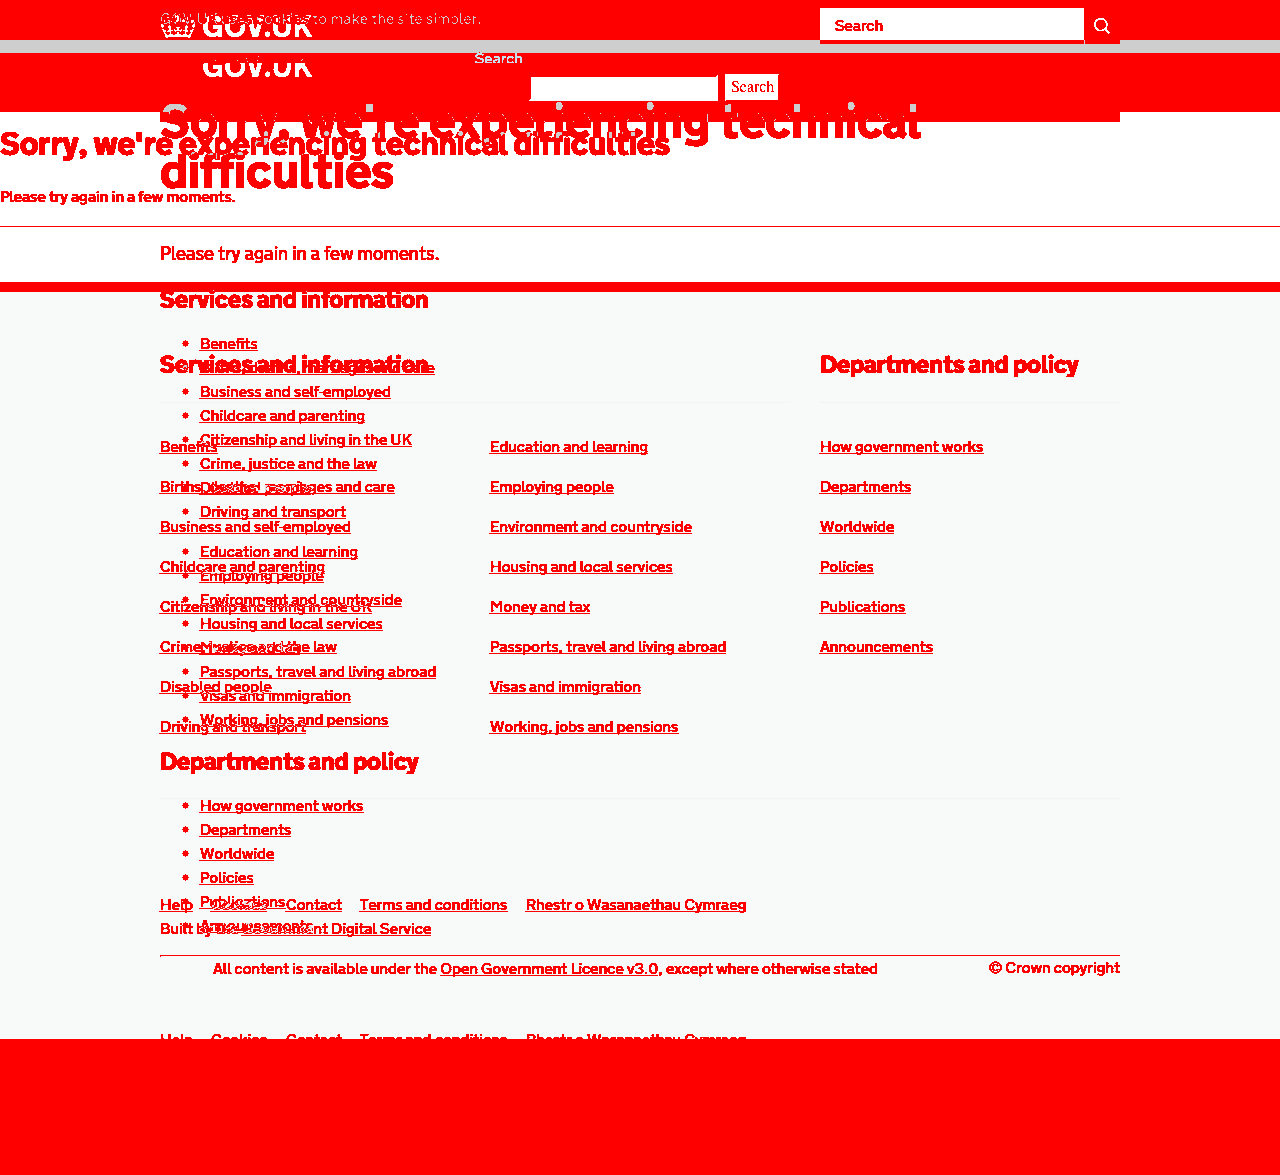 GOV.UK uses cookies to make the site simpler.
GOV.UK
Search
Search
GOV.UK
Search
Sorry, we're experiencing technical
difficulties
Sorry, we're experiencing technical difficulties
Please try again in a few moments.
Please try again in a few moments.
Services and information
Benefits
Services and information
Departments and policy
Business and self-employed
Childcare and parenting
Citizenship and living in the UK
Benefits
Education and learning
How government works
Crime, justice and the law
Births, deaths, marriages and care
Employing people
Departments
Driving and transport
Business and self-employed
Environment and countryside
Worldwide
Education and learning
Childcare and parenting
Housing and local services
Policies
Employing people
Environment and countryside
Citizenship and living in the UK
Money and tax
Publications
Housing and local services
Crime, justice and the law
Passports, travel and living abroad
Announcements
Passports, travel and living abroad
Disabled people
Visas and immigration
Visas and immigration
Working, jobs and pensions
Driving and transport
Working, jobs and pensions
Departments and policy
How government works
Departments
Worldwide
Policies
Publications
Help Cookies Contact Terms and conditions Rhestr o Wasanaethau Cymraeg
Announcements
Built by the Government Digital Service
All content is available under the Open Government Licence v3.0, except where otherwise stated
© Crown copyright
Help Cookies Contact Terms and conditions Rhestr o Wasanaethau Cymraeg